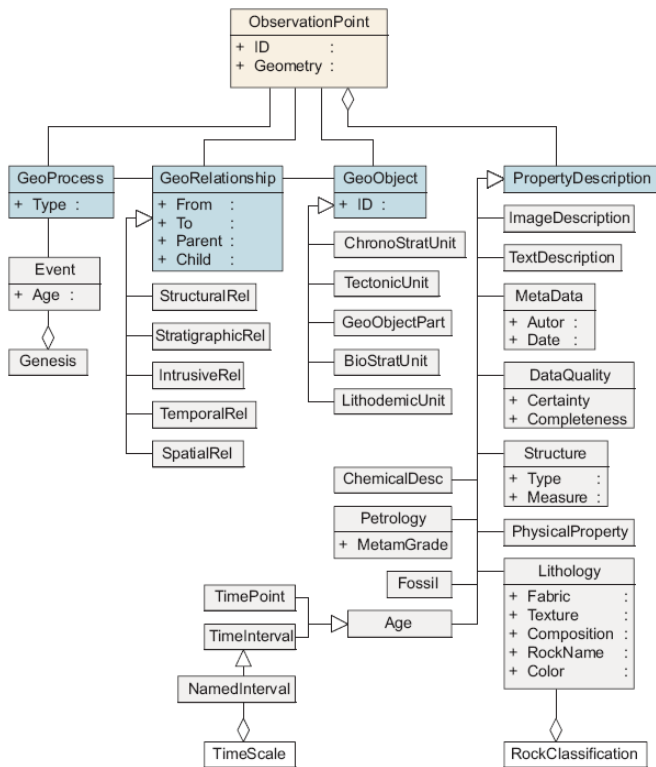 ObservationPoint
+ ID :
+ Geometry :
GeoProcess
+ Type :
GeoRelationship
+ From :
+ To :
+ Parent :
+ Child :
GeoObject
+ ID :
PropertyDescription
Event
+ Age :
Genesis
StructuralRel
StratigraphicRel
IntrusiveRel
TemporalRel
SpatialRel
ChronoStratUnit
TectonicUnit
GeoObjectPart
BioStratUnit
LithodemicUnit
ImageDescription
TextDescription
MetaData
+ Autor :
+ Date :
DataQuality
+ Certainty
+ Completeness
Structure
+ Type :
+ Measure :
ChemicalDesc
Petrology
+ MetamGrade
PhysicalProperty
Fossil
Lithology
+ Fabric :
+ Texture :
+ Composition :
+ RockName :
+ Color :
TimePoint
TimeInterval
Age
NamedInterval
TimeScale
RockClassification